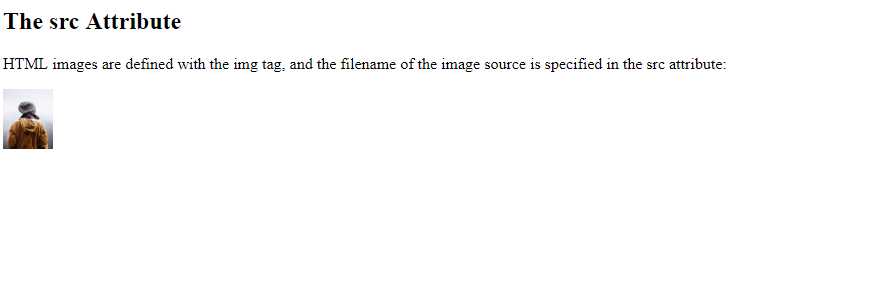 The src Attribute
HTML images are defined with the img tag, and the filename of the image source is specified in the src attribute: